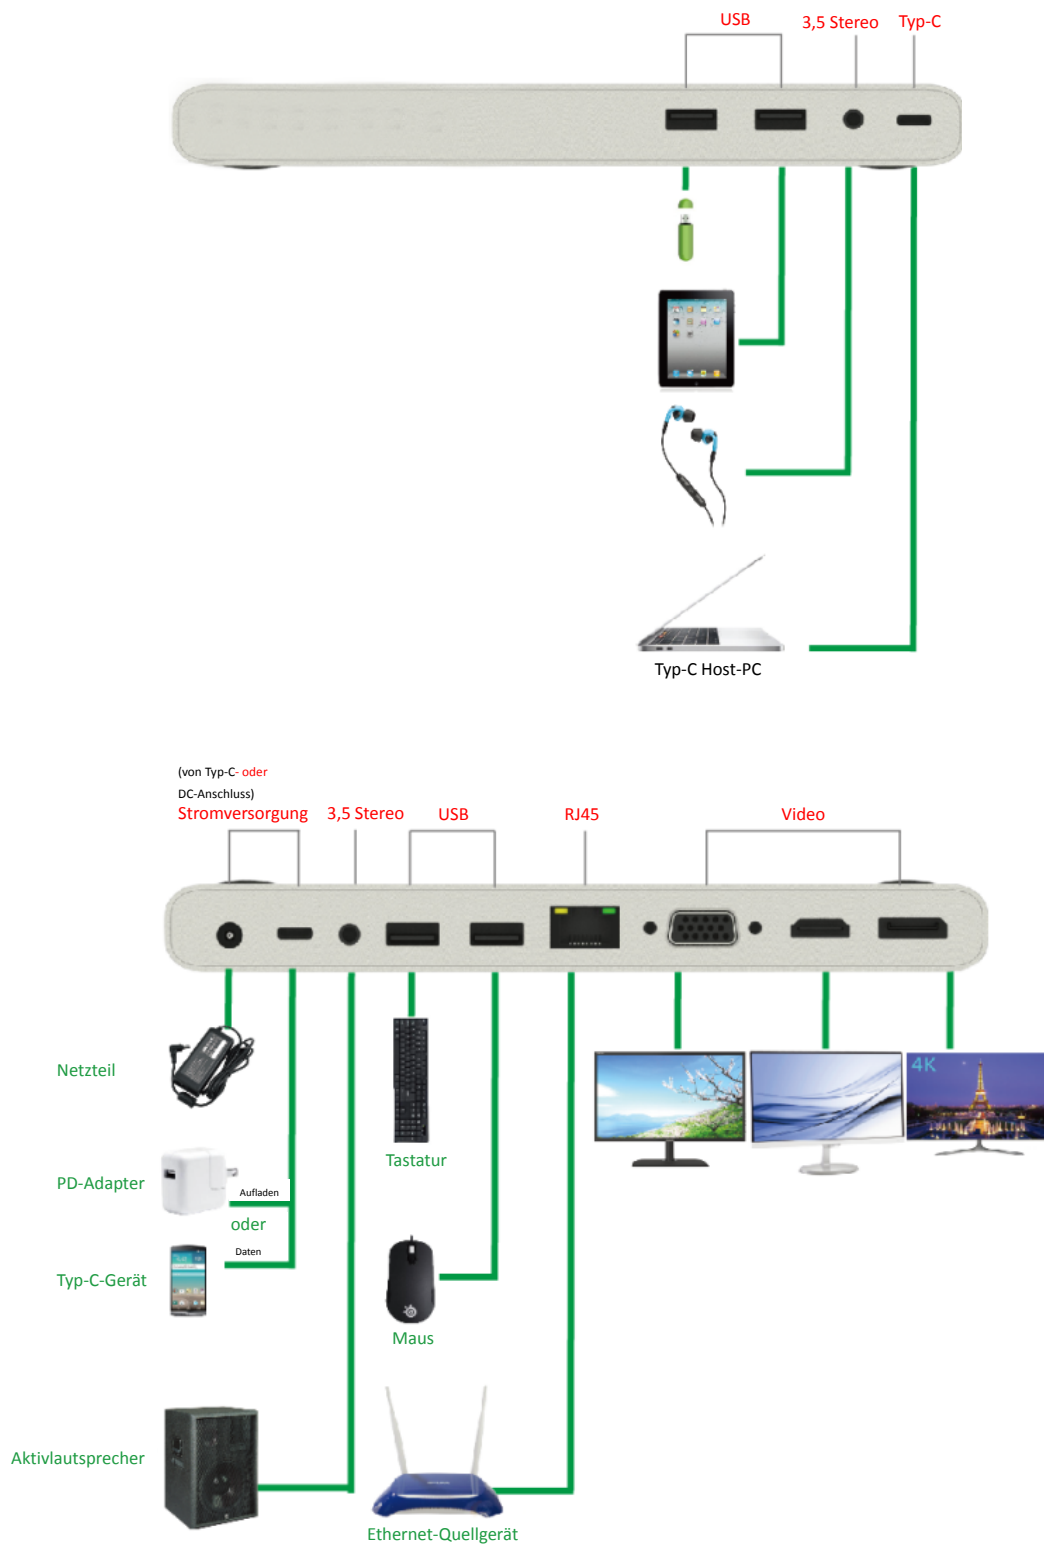 USB
3,5 Stereo
Typ-C
Typ-C Host-PC
(von Typ-C- oder
DC-Anschluss)
Stromversorgung
3,5 Stereo
USB
RJ45
Video
4K
Netzteil
Tastatur
PD-Adapter
Aufladen
oder
Daten
Typ-C-Gerät
Maus
Aktivlautsprecher
Ethernet-Quellgerät